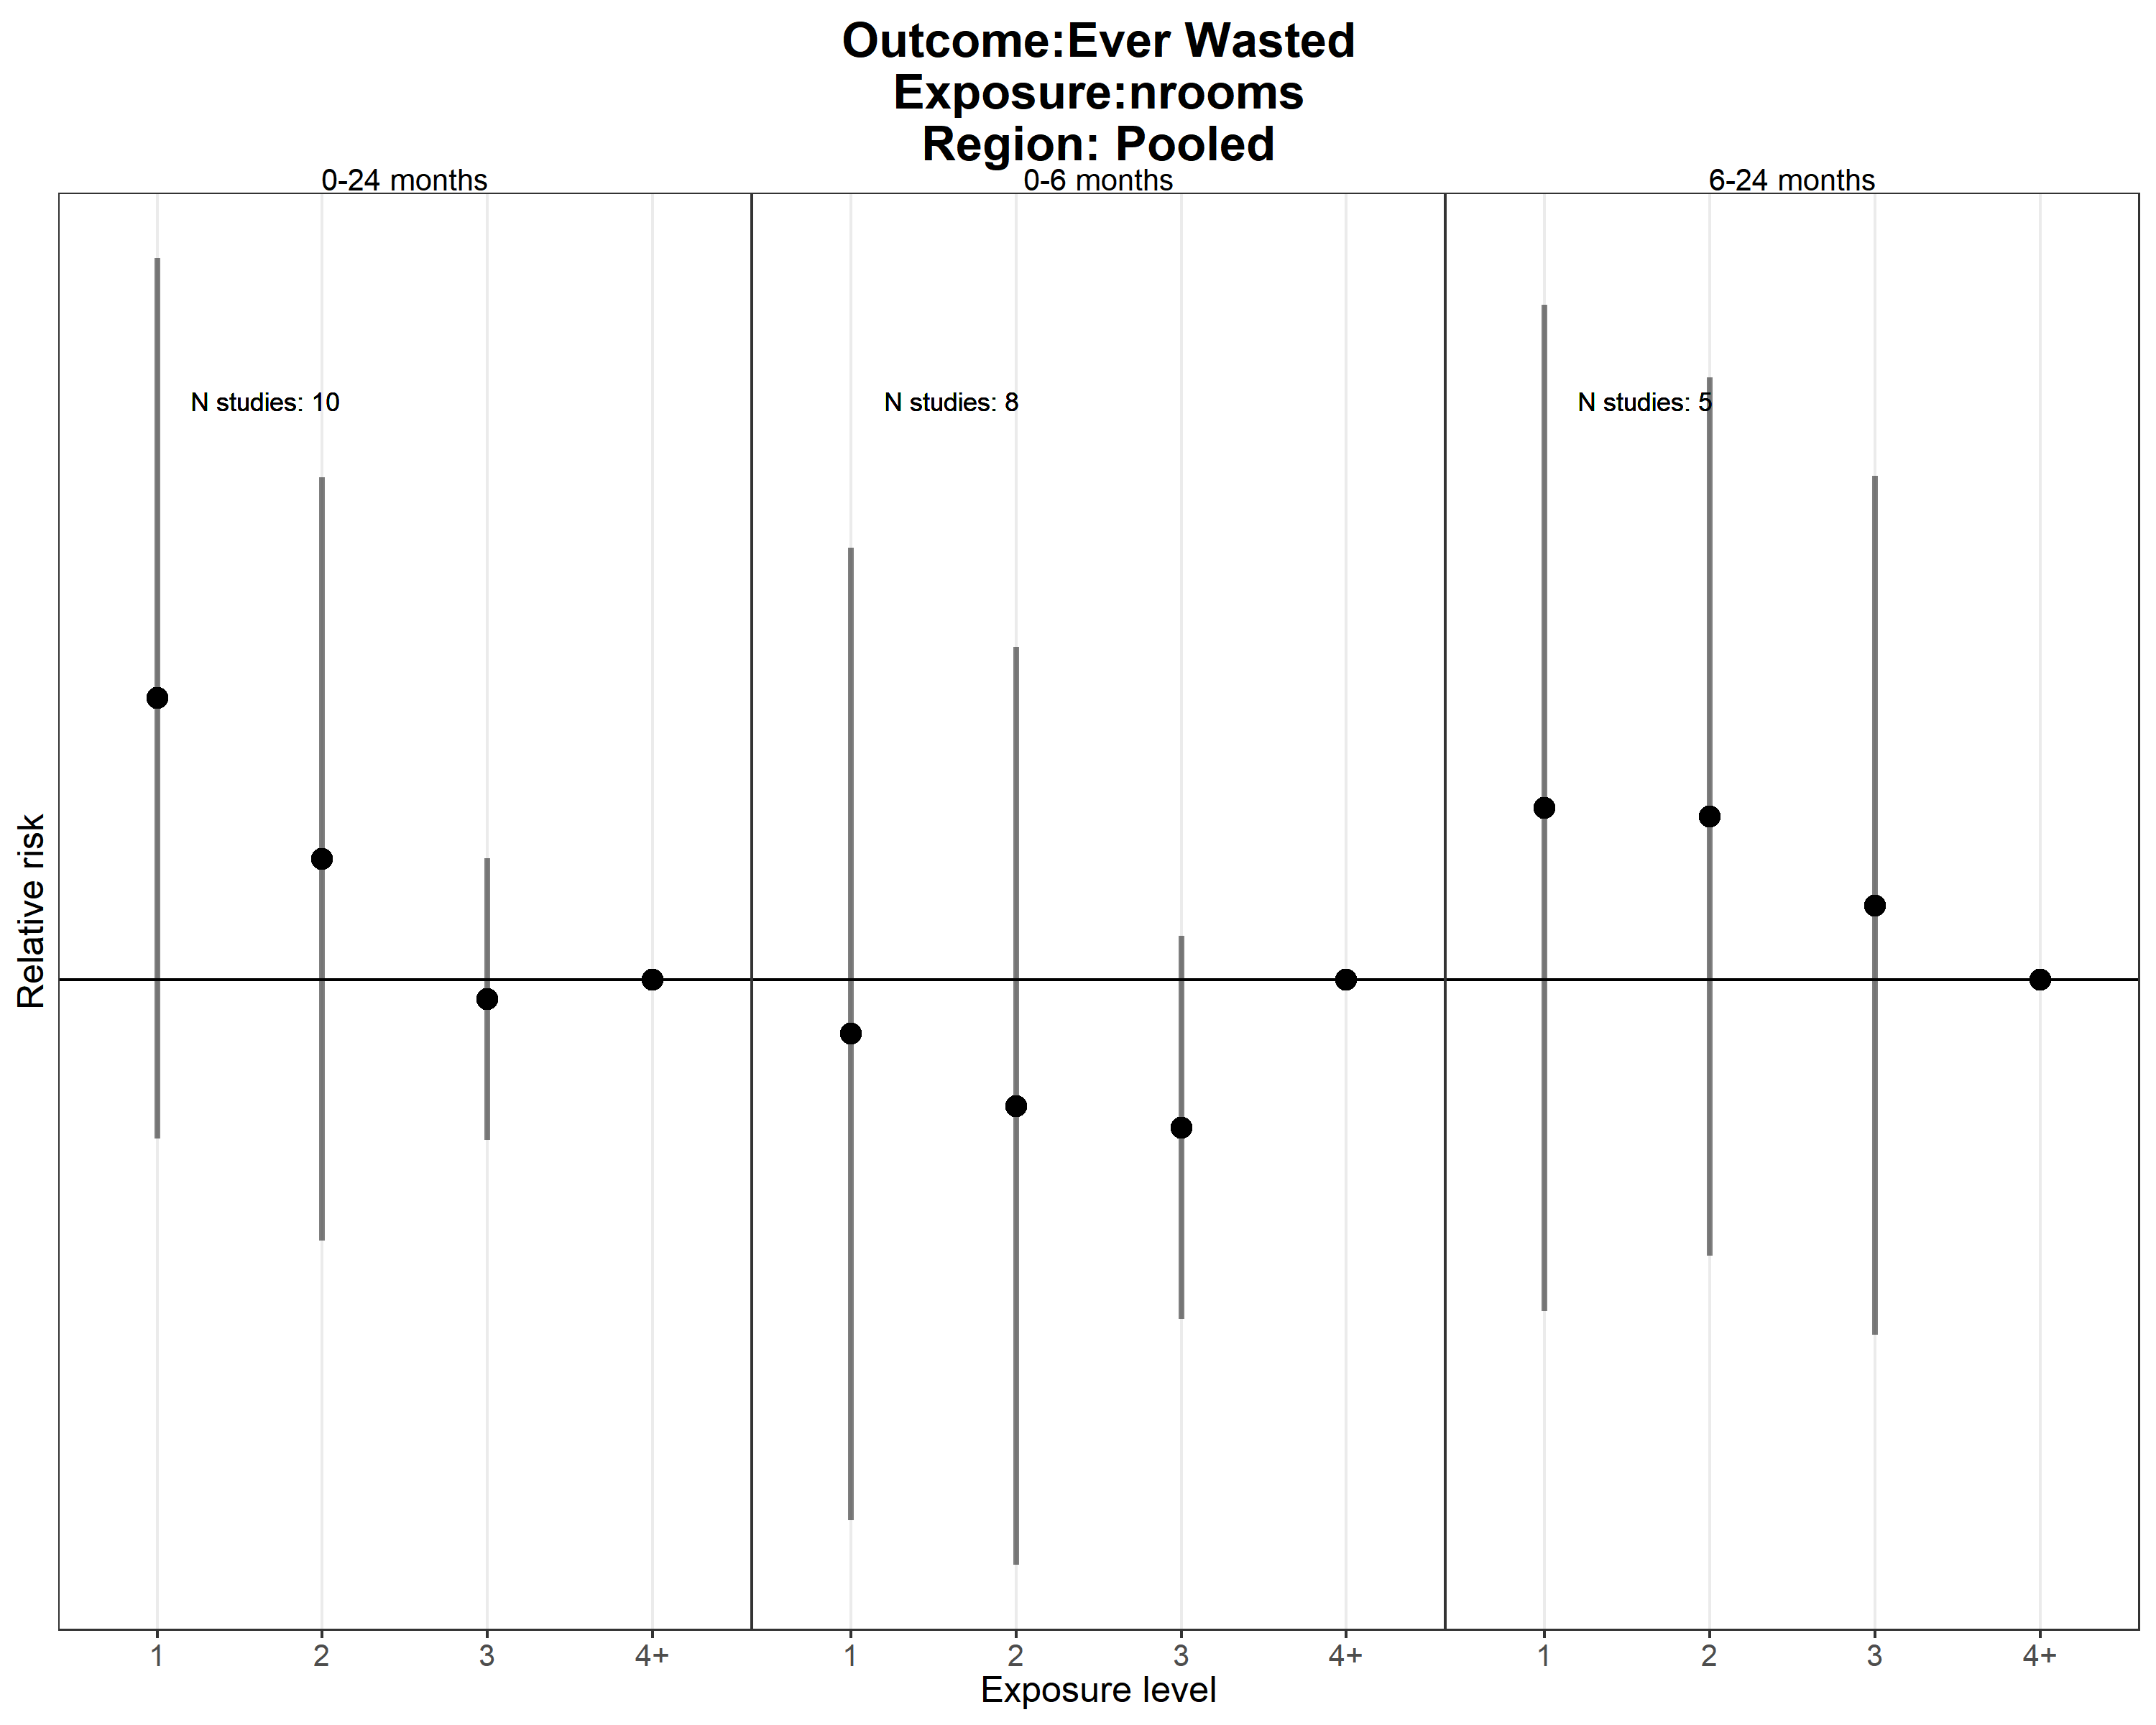 Outcome:Ever Wasted
Exposure:nrooms
Region: Pooled
0-24 months
0-6 months
6-24 months
N studies: 10
N studies: 8
N studies: 5
Relative risk
1
2
3
4+
1
2
3
4+
1
2
3
4+
Exposure level